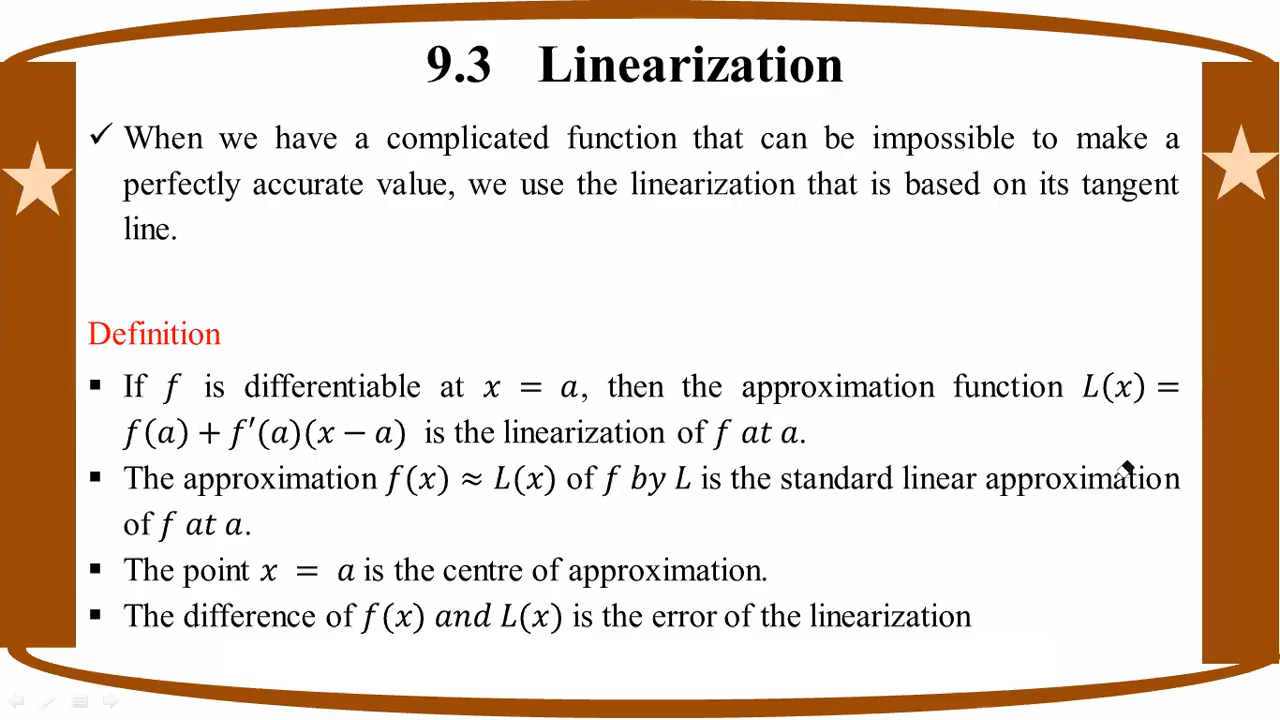 9.3 Linearization
✓ When we have a complicated function that can be impossible to make a
perfectly accurate value, we use the linearization that is based on its tangent
line.
Definition
▪ If 𝑓 is differentiable at 𝑥 = 𝑎, then the approximation function 𝐿(𝑥) =
𝑓(𝑎) + 𝑓′(𝑎)(𝑥 − 𝑎) is the linearization of 𝑓 𝑎𝑡 𝑎.
▪ The approximation 𝑓(𝑥) ≈ 𝐿(𝑥) of 𝑓 𝑏𝑦 𝐿 is the standard linear approximation
of 𝑓 𝑎𝑡 𝑎.
▪ The point 𝑥 = 𝑎 is the centre of approximation.
▪ The difference of 𝑓(𝑥) 𝑎𝑛𝑑 𝐿(𝑥) is the error of the linearization